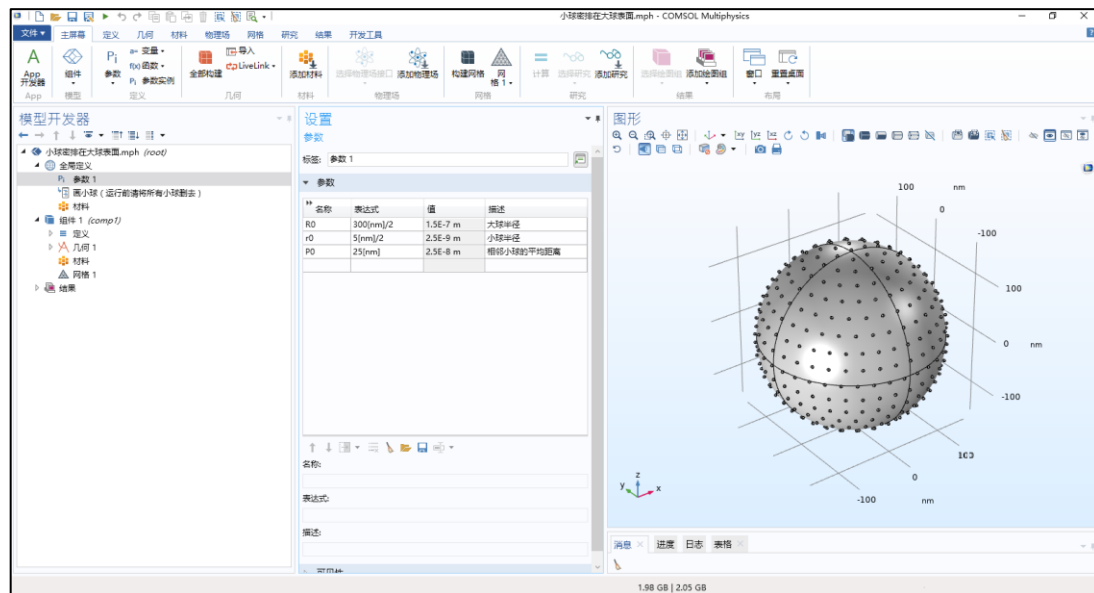 小球密排在大球表面.mph - COMSOL Multiphysics
文件 主屏幕 定义 几何 材料 物理场 网格 研究 结果 开发工具
A
App
开发器
App
组件
模型
Pi
参数
a= 变量
f(x) 函数
Pi 参数实例
定义
全部构建
导入
LiveLink
几何
添加材料
材料
选择物理场接口 添加物理场
物理场
构建网格
网格 1
网格
计算 选择研究 添加研究
研究
选择绘图组 添加绘图组
结果
窗口 重置桌面
布局
模型开发器
小球密排在大球表面.mph (root)
全局定义
Pi 参数 1
画小球 (运行前请将所有小球删去)
材料
组件 1 (comp1)
定义
几何 1
材料
网格 1
结果
设置
参数
标签: 参数 1
参数
名称 表达式 值 描述
R0 300[nm]/2 1.5E-7 m 大球半径
r0 5[nm]/2 2.5E-9 m 小球半径
P0 25[nm] 2.5E-8 m 相邻小球的平均距离
名称:
表达式:
描述:
可见性
图形
100 nm
0
-100
100
0 nm
-100
100
0
-100 nm
z
y x
消息 进度 日志 表格
1.98 GB | 2.05 GB